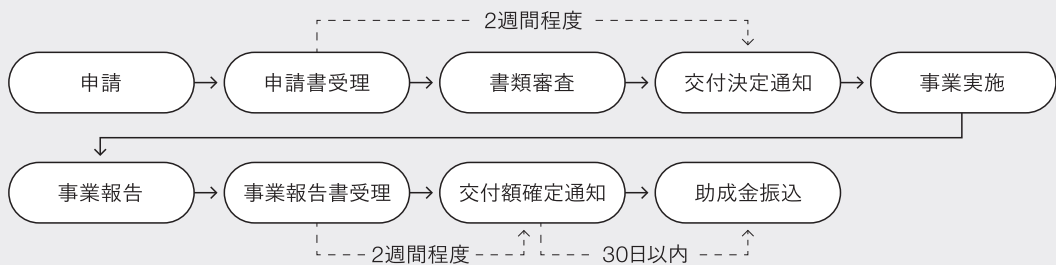 2週間程度
申請
申請書受理
書類審査
交付決定通知
事業実施
事業報告
事業報告書受理
交付額確定通知
助成金振込
2週間程度
30日以内